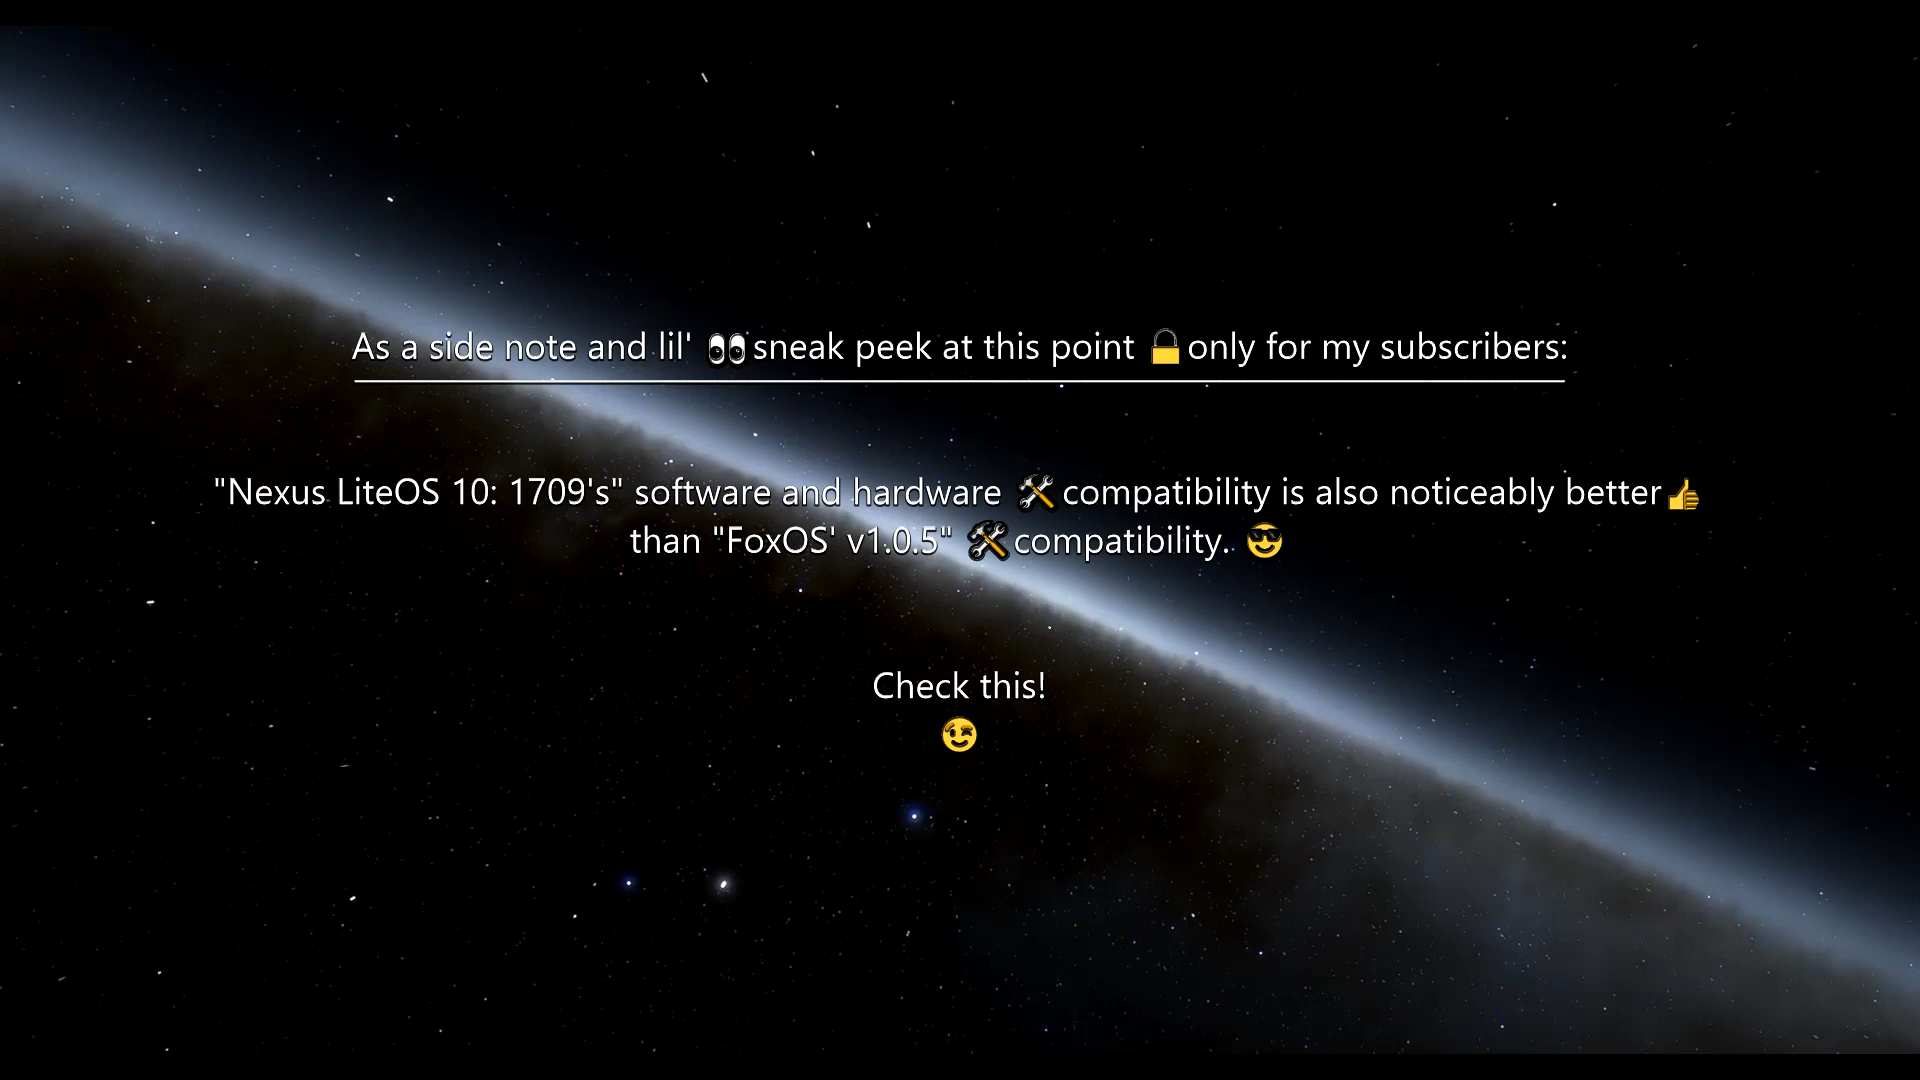 As a side note and lil' 👀sneak peek at this point 🔒only for my subscribers:
"Nexus LiteOS 10: 1709's" software and hardware 🛠compatibility is also noticeably better👍
than "FoxOS' v1.0.5" 🛠compatibility. 😎
Check this!
😉